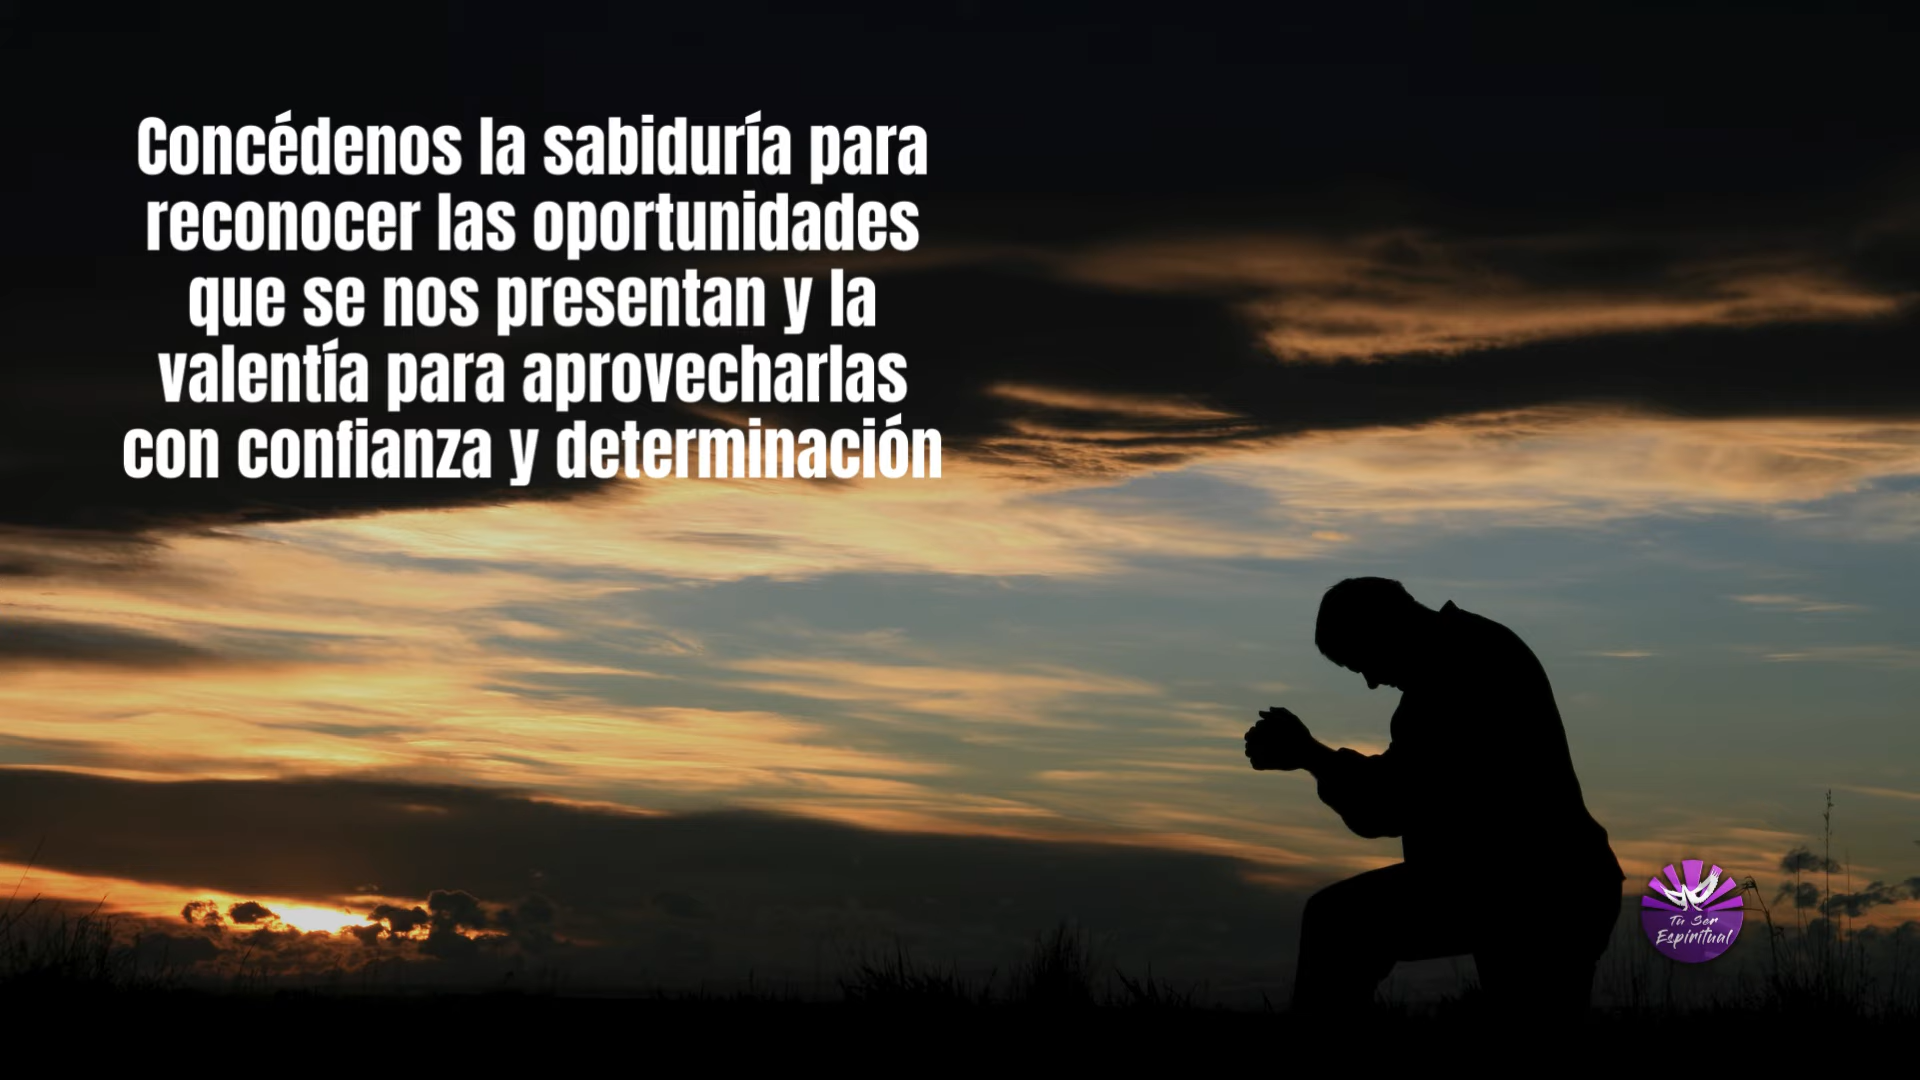 Concédenos la sabiduría para
reconocer las oportunidades
que se nos presentan y la
valentía para aprovecharlas
con confianza y determinación
Tu Ser
Espiritual